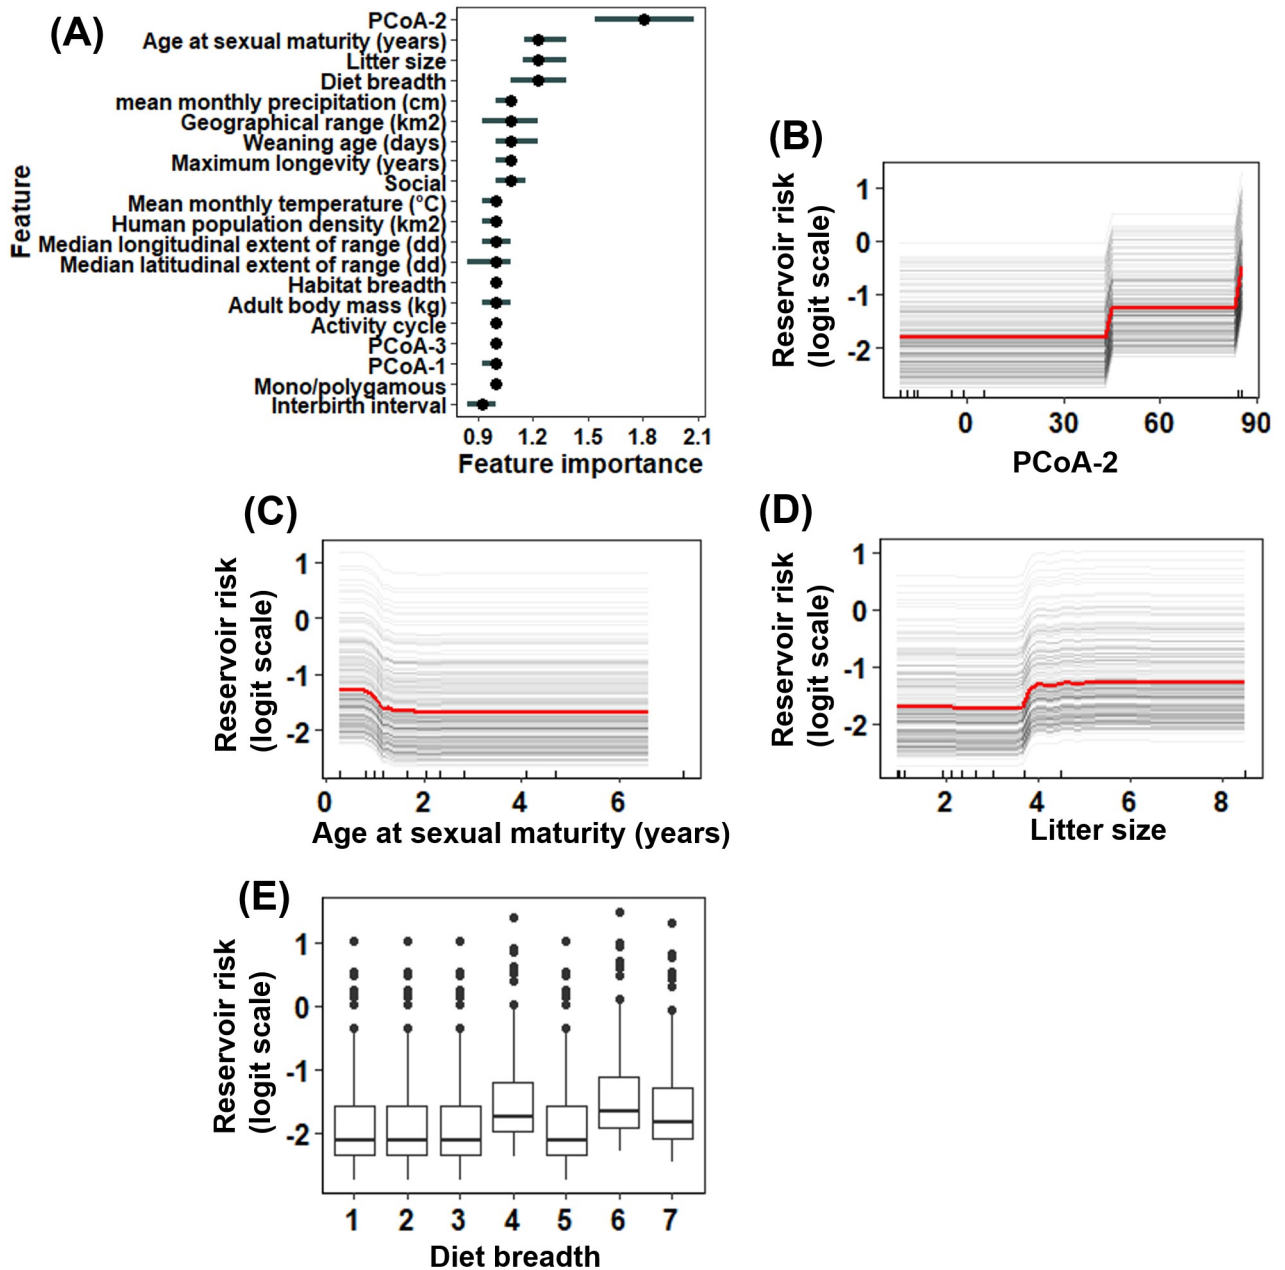 (A)
Feature
PCoA-2
Age at sexual maturity (years)
Litter size
Diet breadth
mean monthly precipitation (cm)
Geographical range (km2)
Weaning age (days)
Maximum longevity (years)
Social
Mean monthly temperature (°C)
Human population density (km2)
Median longitudinal extent of range (dd)
Median latitudinal extent of range (dd)
Habitat breadth
Adult body mass (kg)
Activity cycle
PCoA-3
PCoA-1
Mono/polygamous
Interbirth interval
0.9 1.2 1.5 1.8 2.1
Feature importance
(B)
Reservoir risk
(logit scale)
1
0
-1
-2
0 30 60 90
PCoA-2
(C)
Reservoir risk
(logit scale)
1
0
-1
-2
0 2 4 6
Age at sexual maturity (years)
(D)
Reservoir risk
(logit scale)
1
0
-1
-2
2 4 6 8
Litter size
(E)
Reservoir risk
(logit scale)
1
0
-1
-2
1 2 3 4 5 6 7
Diet breadth